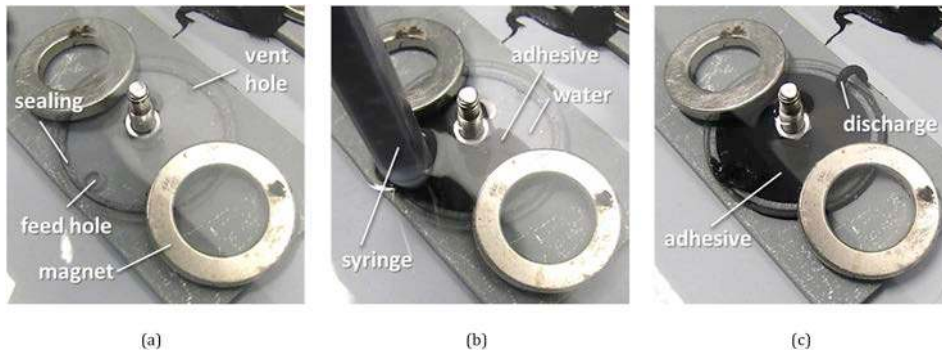 vent
hole
sealing
feed hole
magnet
adhesive
water
syringe
discharge
adhesive
(a)
(b)
(c)